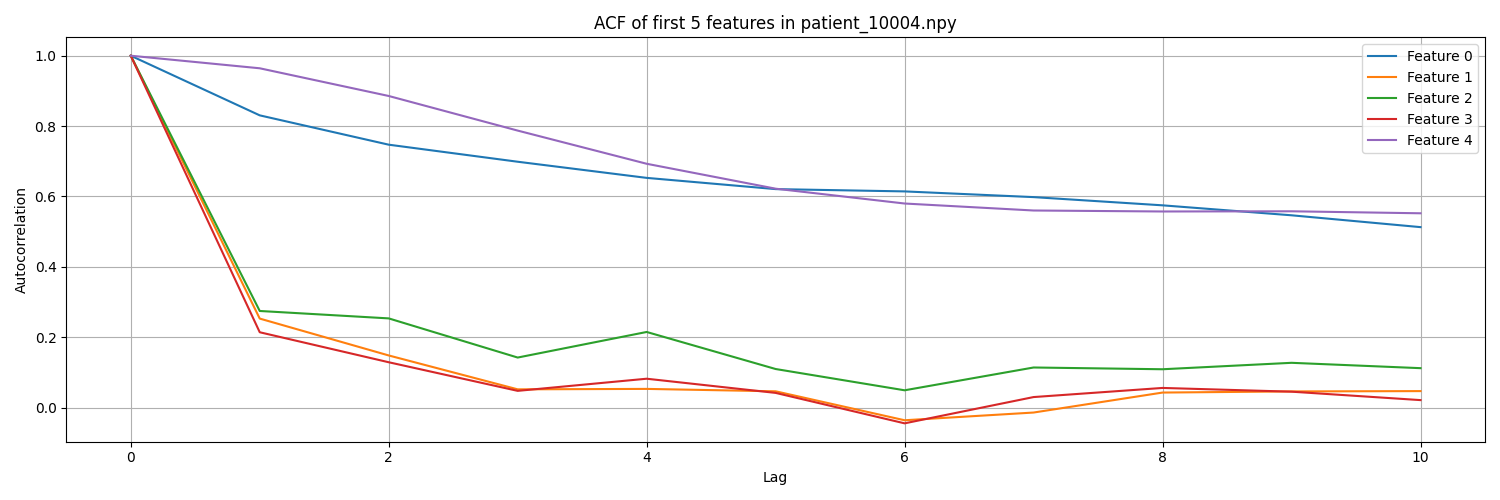 ACF of first 5 features in patient_10004.npy
Autocorrelation
1.0
0.8
0.6
0.4
0.2
0.0
Feature 0
Feature 1
Feature 2
Feature 3
Feature 4
0 2 4 6 8 10
Lag